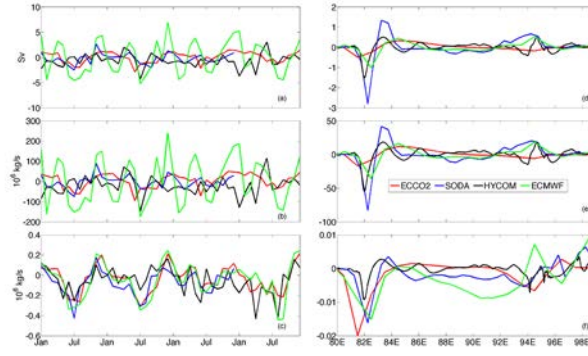 10
5
0
-5
-10
Sv
(a)
2
1
0
-1
-2
-3
(d)
300
200
100
0
-100
-200
10⁶ kg/s
(b)
50
0
-50
-100
ECCO2 SODA HYCOM ECMWF
(e)
0.4
0.2
0
-0.2
-0.4
-0.6
10⁶ kg/s
(c)
Jan Jul Jan Jul Jan Jul Jan Jul
0.01
0
-0.01
-0.02
(f)
80E 82E 84E 86E 88E 90E 92E 94E 96E 98E